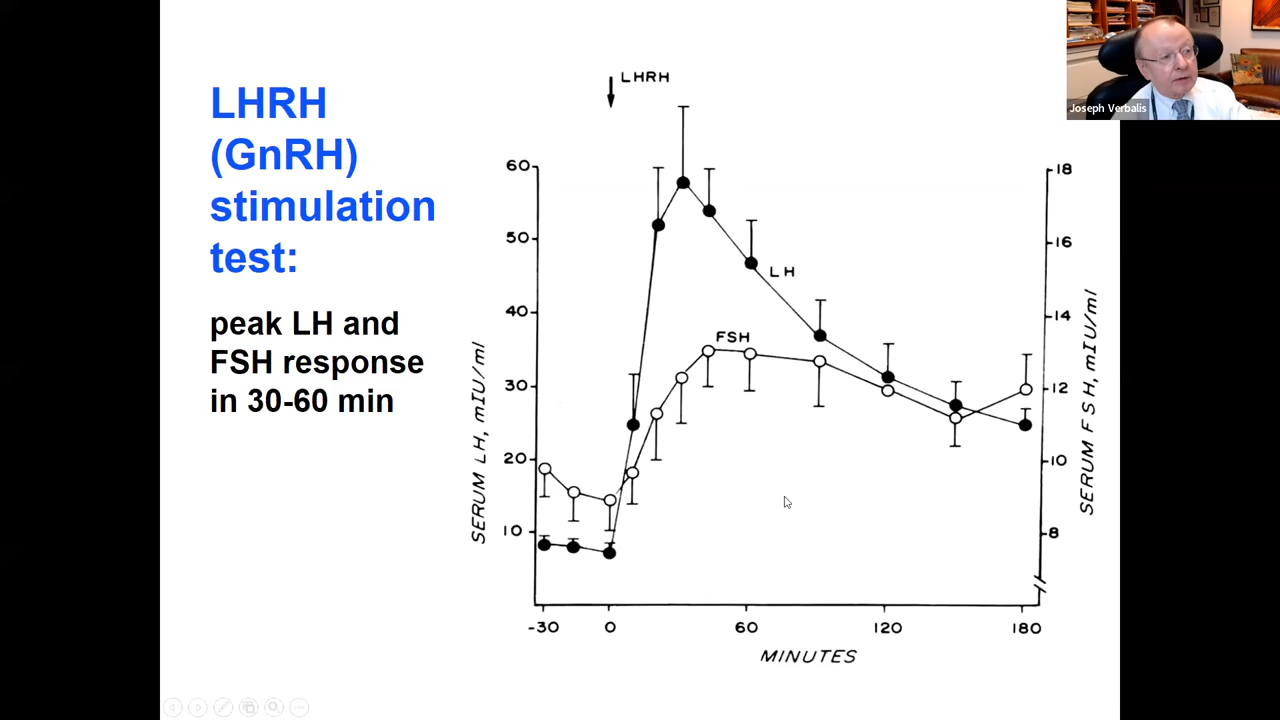 LHRH
(GnRH)
stimulation
test:
peak LH and
FSH response
in 30-60 min
LHRH
60
50
40
30
20
10
SERUM LH, mIU/ml
LH
FSH
18
16
14
12
10
8
SERUM FSH, mIU/ml
-30 0 60 120 180
MINUTES
Joseph Verbalis